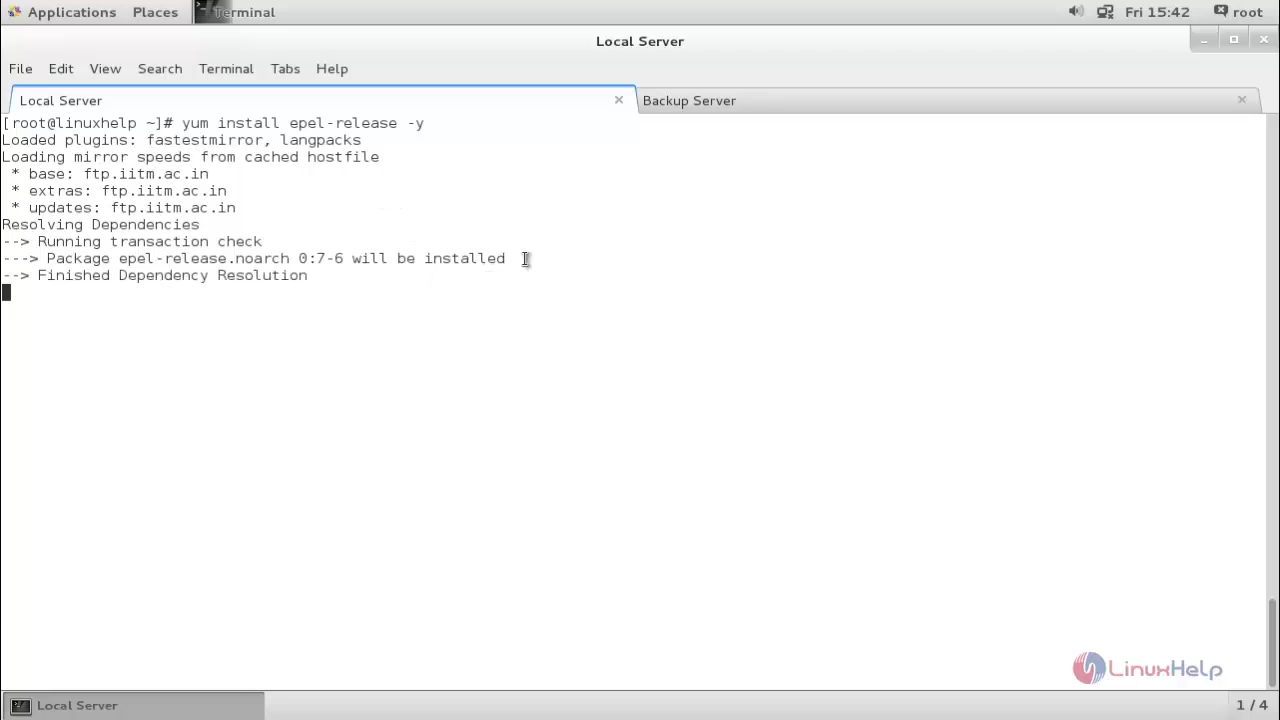 Applications Places Terminal Fri 15:42 root
Local Server
File Edit View Search Terminal Tabs Help
Local Server Backup Server
[root@linuxhelp ~]# yum install epel-release -y
Loaded plugins: fastestmirror, langpacks
Loading mirror speeds from cached hostfile
 * base: ftp.iitm.ac.in
 * extras: ftp.iitm.ac.in
 * updates: ftp.iitm.ac.in
Resolving Dependencies
--> Running transaction check
---> Package epel-release.noarch 0:7-6 will be installed
--> Finished Dependency Resolution
LinuxHelp
Local Server 1 / 4